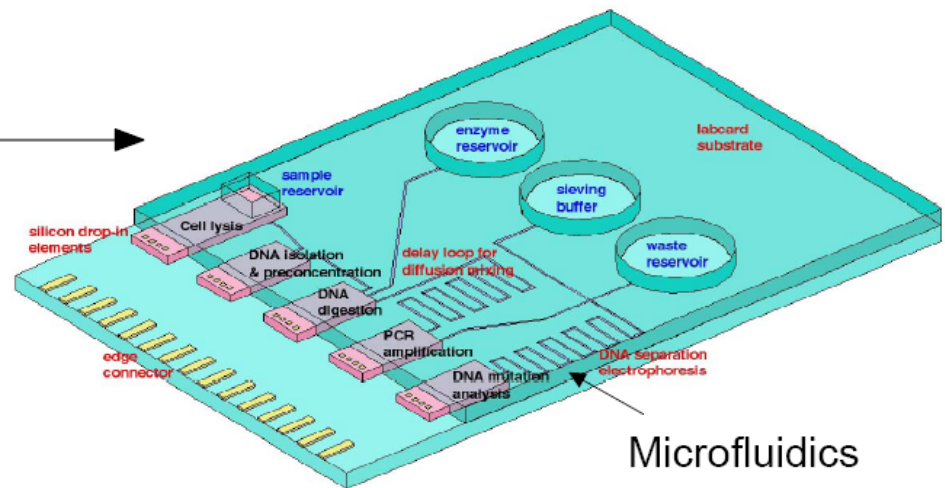 enzyme
reservoir
labcard
substrate
sample
reservoir
sieving
buffer
Cell lysis
silicon drop-in
elements
waste
reservoir
DNA isolation
& preconcentration
delay loop for
diffusion mixing
DNA
digestion
PCR
amplification
edge
connector
DNA separation
electrophoresis
DNA mutation
analysis
Microfluidics